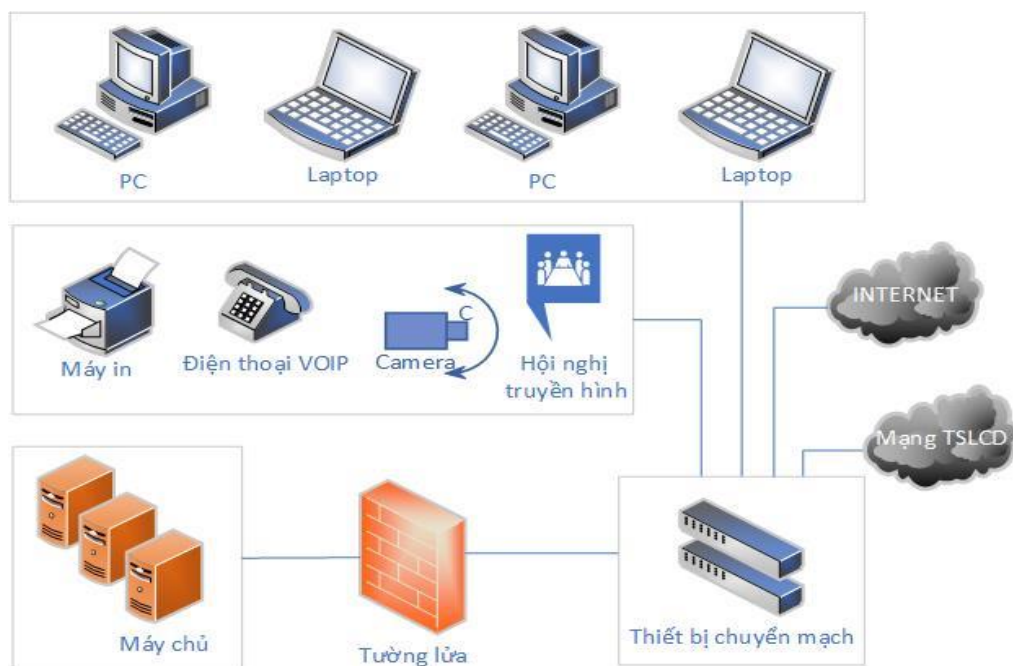 PC
Laptop
PC
Laptop
INTERNET
C
Máy in
Điện thoại VOIP
Camera
Hội nghị
truyền hình
Mạng TSLCD
Máy chủ
Tường lửa
Thiết bị chuyển mạch